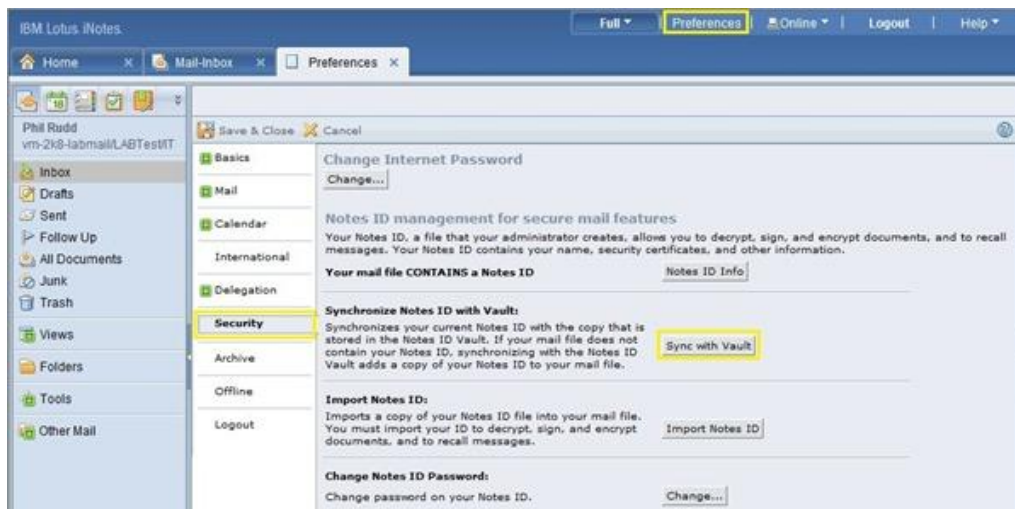 IBM Lotus iNotes
Full
Preferences
Online
Logout
Help
Home
Mail-Inbox
Preferences
18
Phil Rudd
vm-2k8-labmail/LABTest/IT
Inbox
Drafts
Sent
Follow Up
All Documents
Junk
Trash
Views
Folders
Tools
Other Mail
Save & Close
Cancel
Basics
Mail
Calendar
International
Delegation
Security
Archive
Offline
Logout
Change Internet Password
Change...
Notes ID management for secure mail features
Your Notes ID, a file that your administrator creates, allows you to decrypt, sign, and encrypt documents, and to recall
messages. Your Notes ID contains your name, security certificates, and other information.
Your mail file CONTAINS a Notes ID
Notes ID Info
Synchronize Notes ID with Vault:
Synchronizes your current Notes ID with the copy that is
stored in the Notes ID Vault. If your mail file does not
contain your Notes ID, synchronizing with the Notes ID
Vault adds a copy of your Notes ID to your mail file.
Sync with Vault
Import Notes ID:
Imports a copy of your Notes ID file into your mail file.
You must import your ID to decrypt, sign, and encrypt
documents, and to recall messages.
Import Notes ID
Change Notes ID Password:
Change password on your Notes ID.
Change...